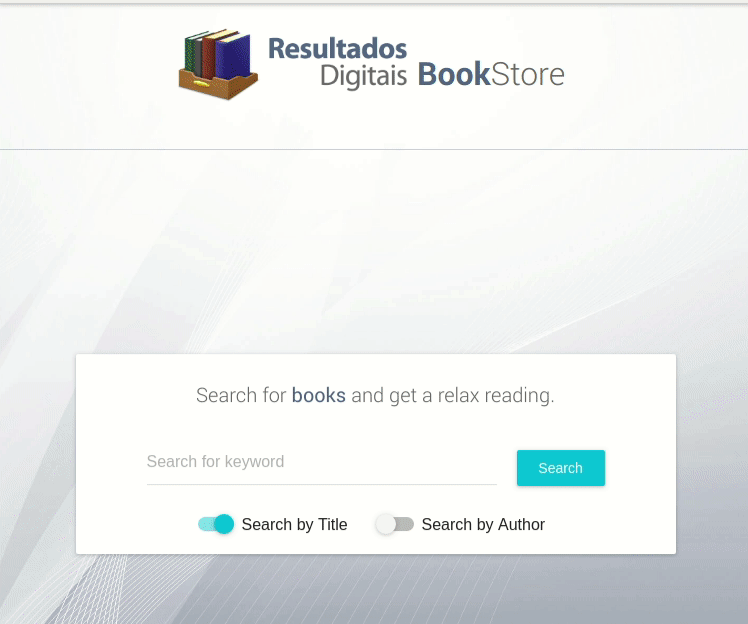 Resultados
Digitais BookStore
Search for books and get a relax reading.
Search for keyword
Search
Search by Title
Search by Author